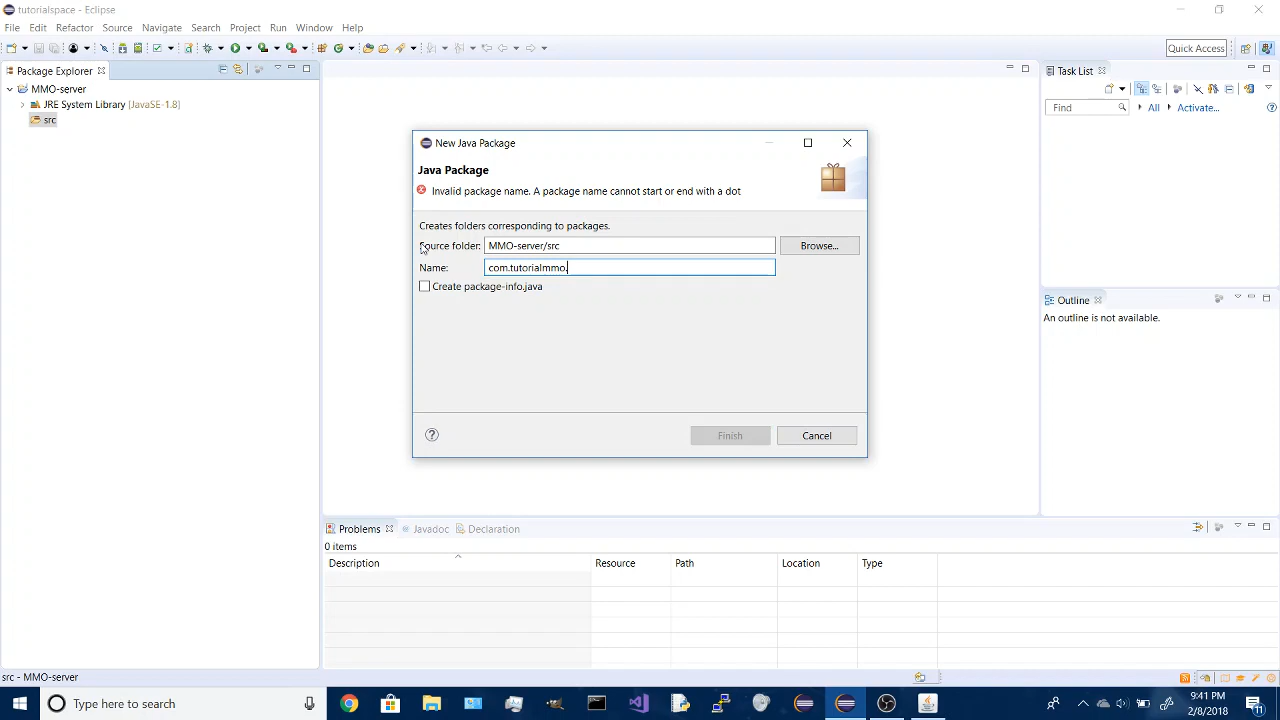 tutorialspace - Eclipse
File Edit Refactor Source Navigate Search Project Run Window Help
Quick Access
Package Explorer
MMO-server
JRE System Library [JavaSE-1.8]
src
New Java Package
Java Package
Invalid package name. A package name cannot start or end with a dot
Creates folders corresponding to packages.
Source folder: MMO-server/src Browse...
Name: com.tutorialmmo.
Create package-info.java
? Finish Cancel
Task List
Find All Activate... ?
Outline
An outline is not available.
Problems Javadoc Declaration
0 items
Description Resource Path Location Type
src - MMO-server
Type here to search
9:41 PM
2/8/2018
11